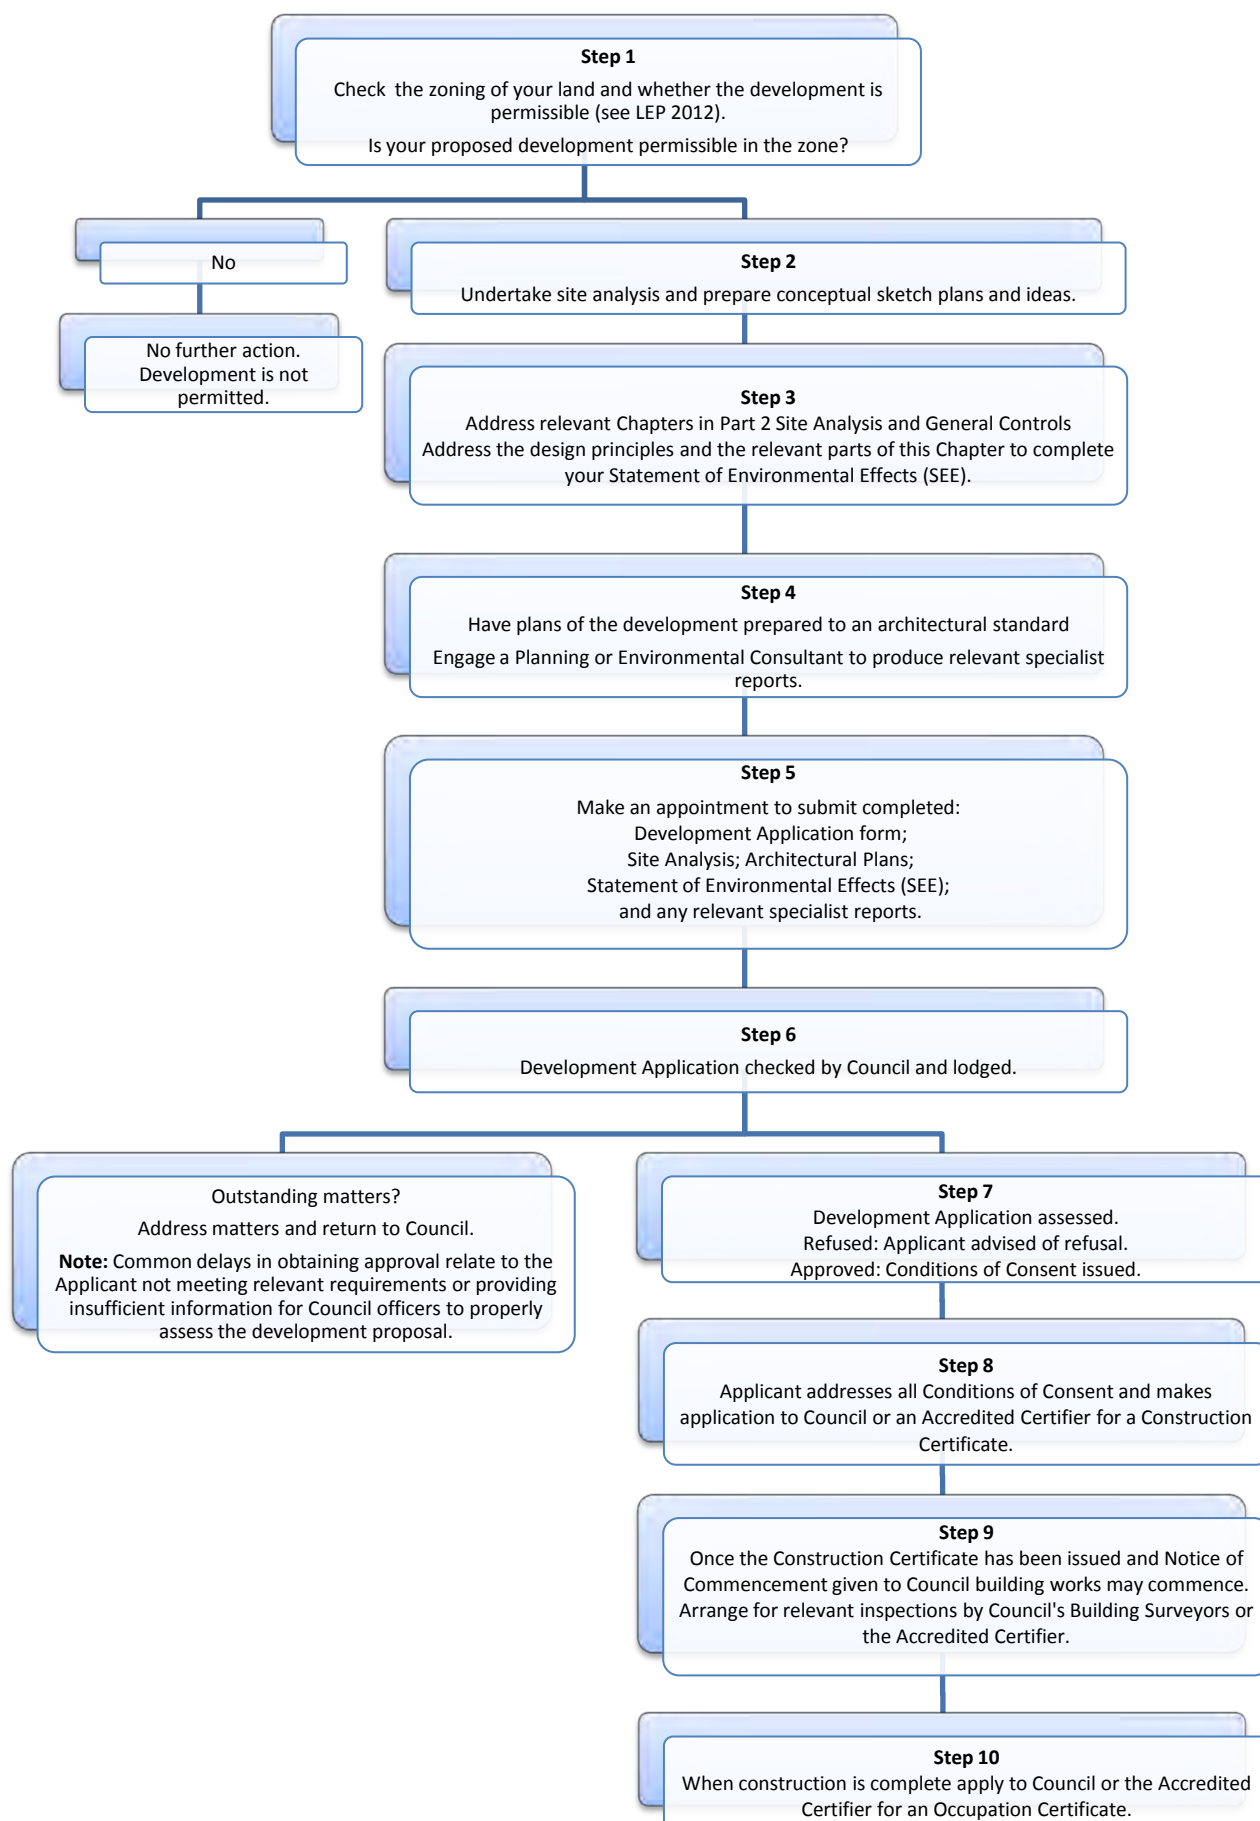 Step 1
Check the zoning of your land and whether the development is
permissible (see LEP 2012).
Is your proposed development permissible in the zone?
No
No further action.
Development is not
permitted.
Step 2
Undertake site analysis and prepare conceptual sketch plans and ideas.
Step 3
Address relevant Chapters in Part 2 Site Analysis and General Controls
Address the design principles and the relevant parts of this Chapter to complete
your Statement of Environmental Effects (SEE).
Step 4
Have plans of the development prepared to an architectural standard
Engage a Planning or Environmental Consultant to produce relevant specialist
reports.
Step 5
Make an appointment to submit completed:
Development Application form;
Site Analysis; Architectural Plans;
Statement of Environmental Effects (SEE);
and any relevant specialist reports.
Step 6
Development Application checked by Council and lodged.
Outstanding matters?
Address matters and return to Council.
Note: Common delays in obtaining approval relate to the
Applicant not meeting relevant requirements or providing
insufficient information for Council officers to properly
assess the development proposal.
Step 7
Development Application assessed.
Refused: Applicant advised of refusal.
Approved: Conditions of Consent issued.
Step 8
Applicant addresses all Conditions of Consent and makes
application to Council or an Accredited Certifier for a Construction
Certificate.
Step 9
Once the Construction Certificate has been issued and Notice of
Commencement given to Council building works may commence.
Arrange for relevant inspections by Council's Building Surveyors or
the Accredited Certifier.
Step 10
When construction is complete apply to Council or the Accredited
Certifier for an Occupation Certificate.